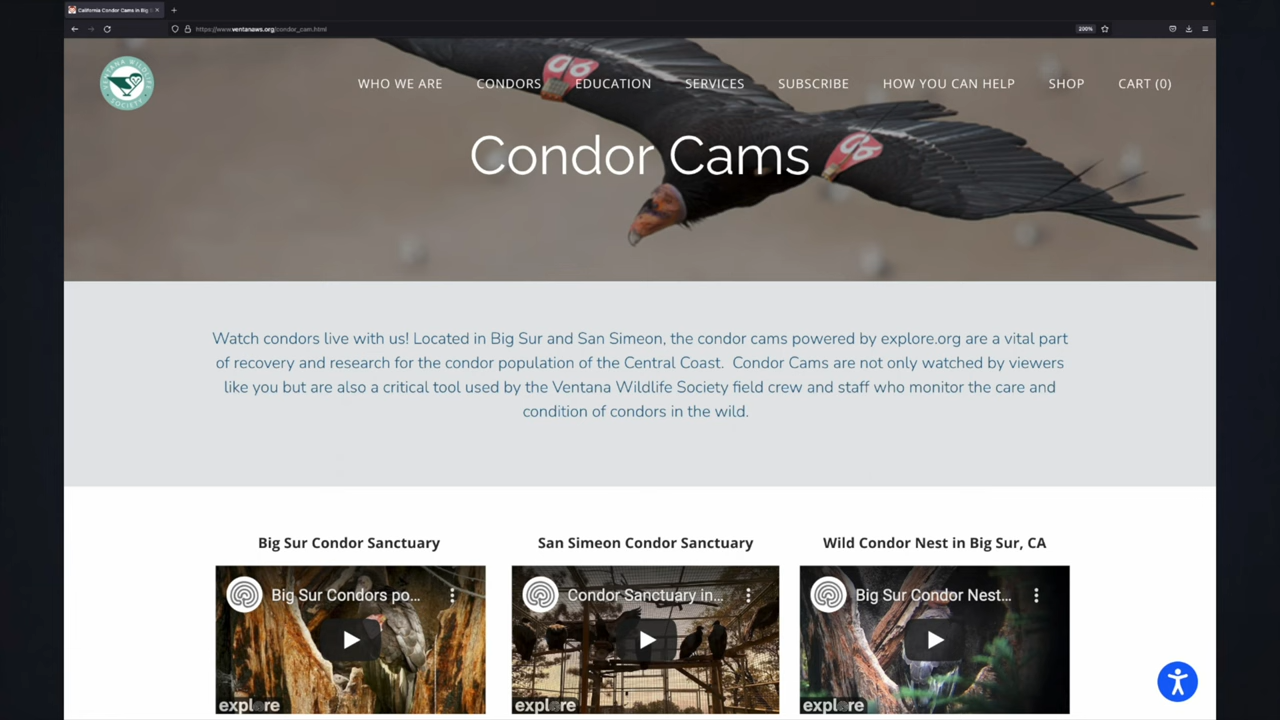 California Condor Cams in Big S
https://www.ventanaws.org/condor_cam.html
200%
VENTANA WILDLIFE SOCIETY
WHO WE ARE
CONDORS
EDUCATION
SERVICES
SUBSCRIBE
HOW YOU CAN HELP
SHOP
CART (0)
Condor Cams
Watch condors live with us! Located in Big Sur and San Simeon, the condor cams powered by explore.org are a vital part
of recovery and research for the condor population of the Central Coast. Condor Cams are not only watched by viewers
like you but are also a critical tool used by the Ventana Wildlife Society field crew and staff who monitor the care and
condition of condors in the wild.
Big Sur Condor Sanctuary
San Simeon Condor Sanctuary
Wild Condor Nest in Big Sur, CA
Big Sur Condors po...
Condor Sanctuary in...
Big Sur Condor Nest...
explore
explore
explore